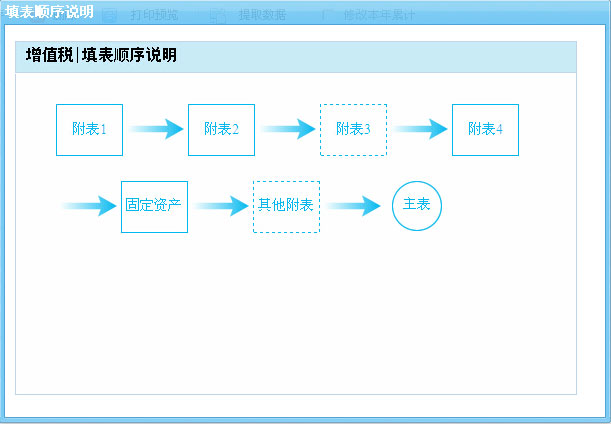 填表顺序说明 打印预览 提取数据 修改本年累计
增值税|填表顺序说明
附表1 附表2 附表3 附表4
固定资产 其他附表 主表